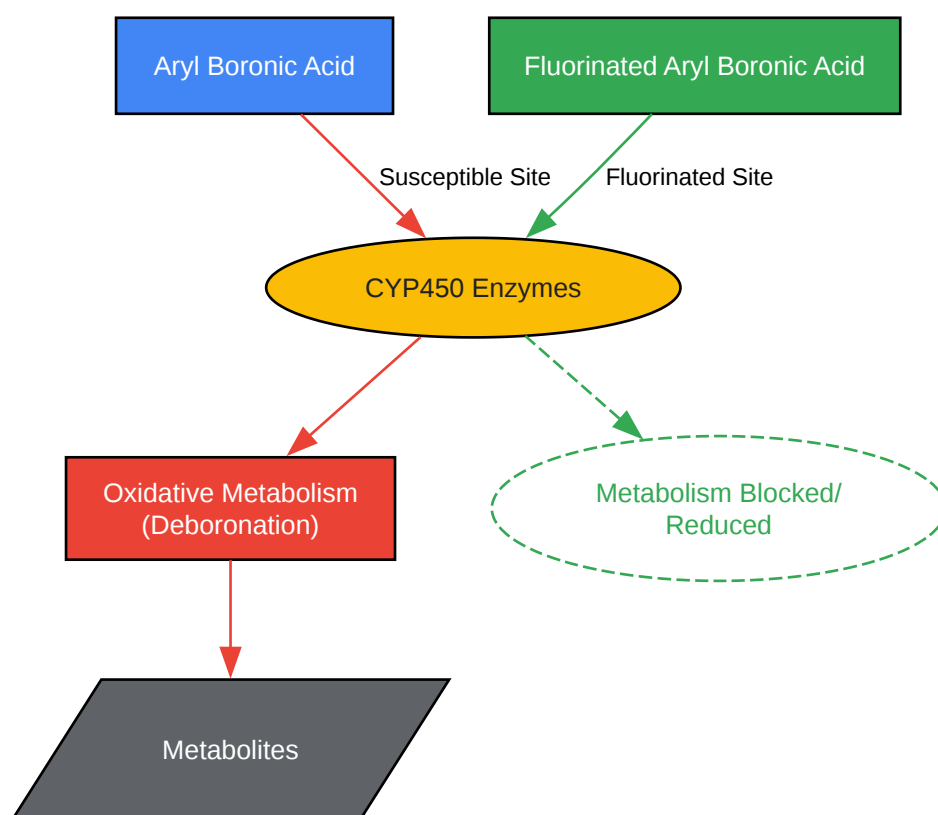 Aryl Boronic Acid
Fluorinated Aryl Boronic Acid
Susceptible Site
Fluorinated Site
CYP450 Enzymes
Oxidative Metabolism
(Deboronation)
Metabolism Blocked/
Reduced
Metabolites